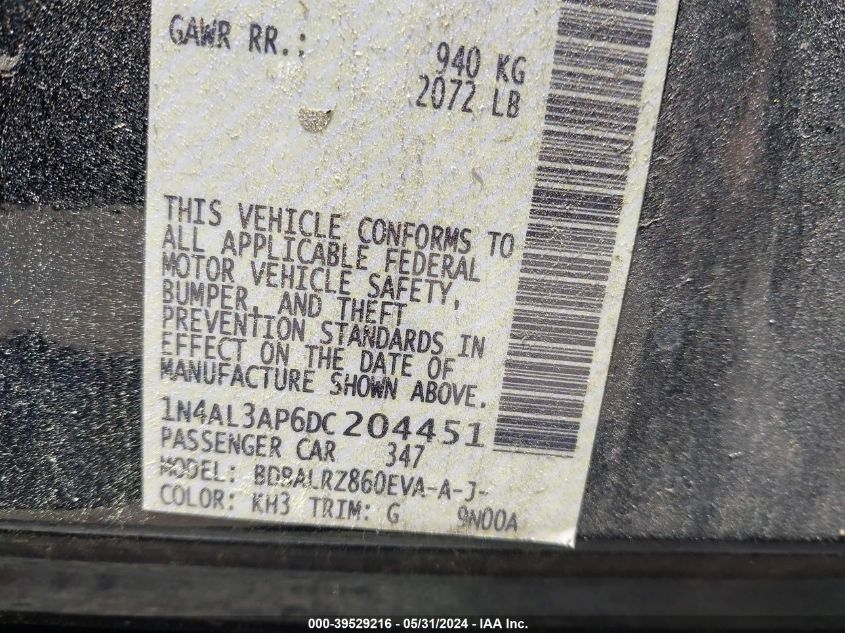 GAWR RR.: 940 KG
2072 LB
THIS VEHICLE CONFORMS TO
ALL APPLICABLE FEDERAL
MOTOR VEHICLE SAFETY,
BUMPER, AND THEFT
PREVENTION STANDARDS IN
EFFECT ON THE DATE OF
MANUFACTURE SHOWN ABOVE.
1N4AL3AP6DC204451
PASSENGER CAR 347
MODEL: BDBALRZ860EVA-A-J-
COLOR: KH3 TRIM: G 9N00A
000-39529216 - 05/31/2024 - IAA Inc.